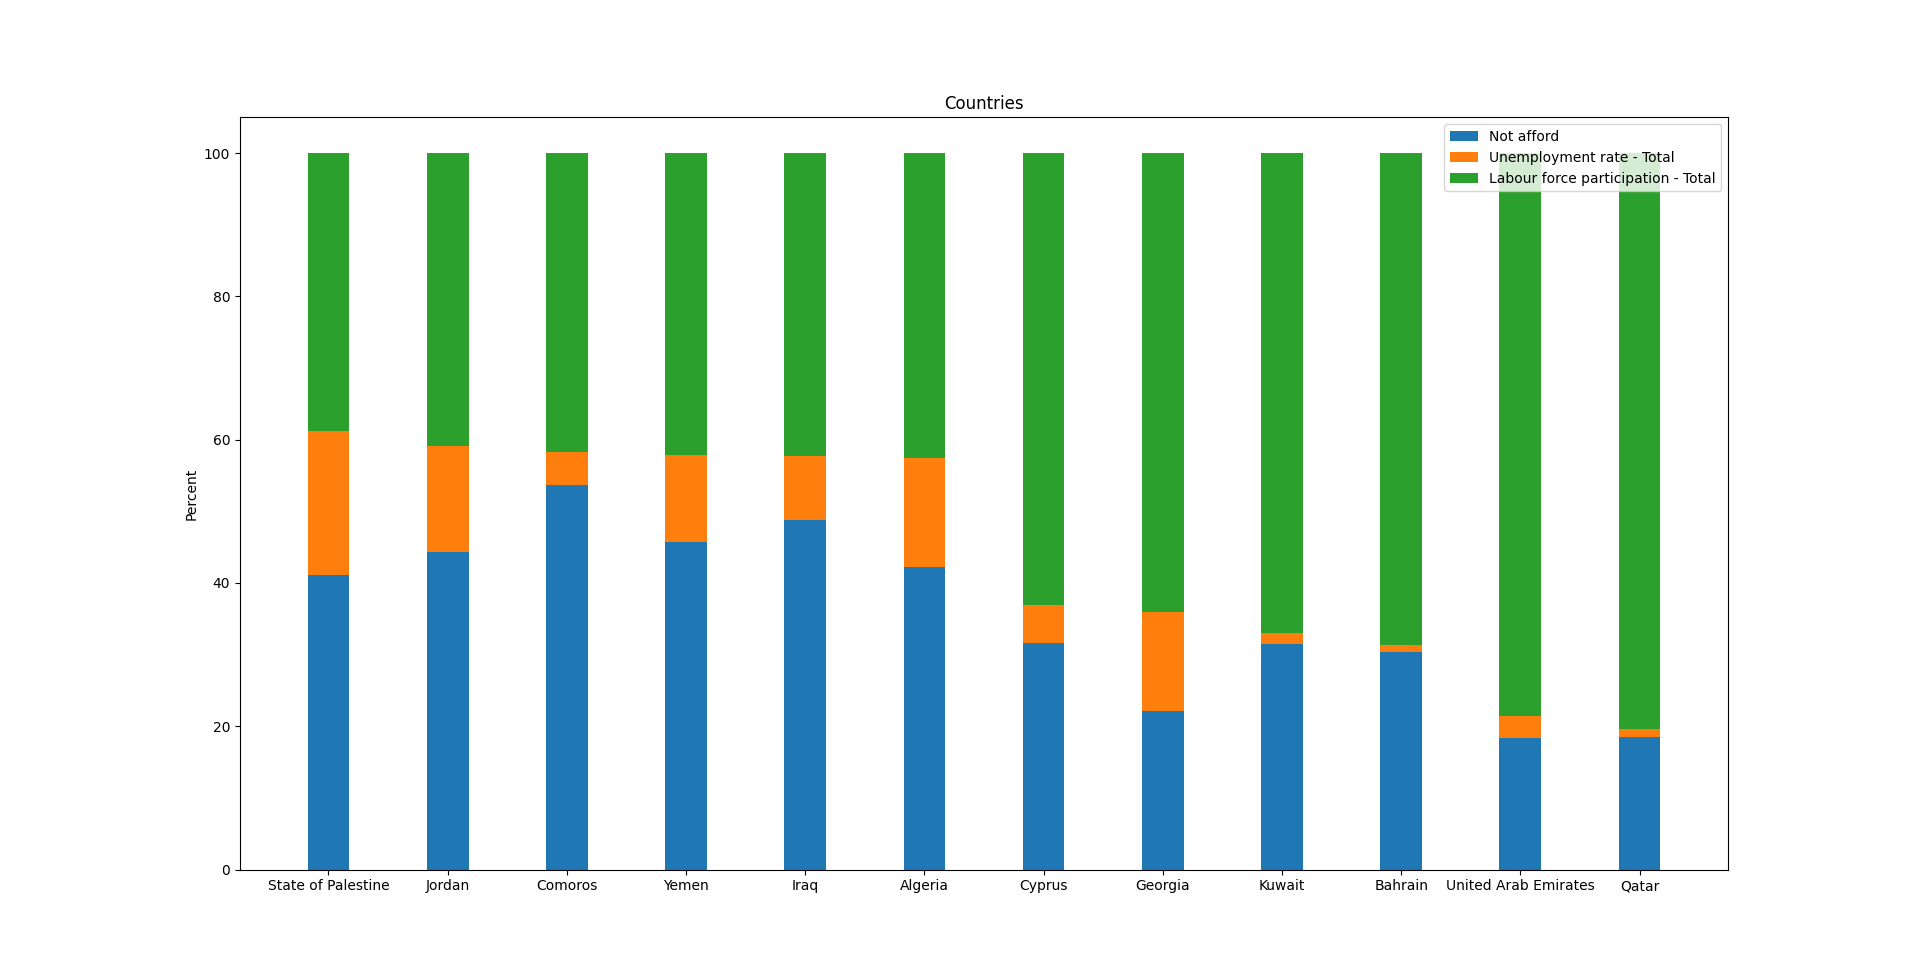 Countries
Not afford
Unemployment rate - Total
Labour force participation - Total
Percent
100
80
60
40
20
0
State of Palestine Jordan Comoros Yemen Iraq Algeria Cyprus Georgia Kuwait Bahrain United Arab Emirates Qatar